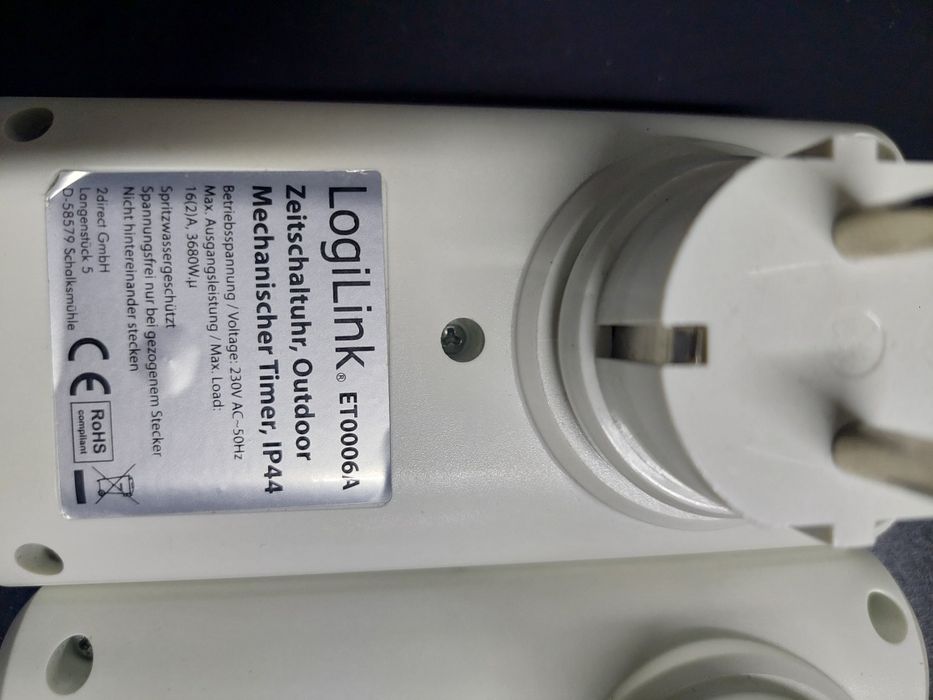 LogiLink® ET0006A
Zeitschaltuhr, Outdoor
Mechanischer Timer, IP44
Betriebsspannung / Voltage: 230V AC~50Hz
Max. Ausgangsleistung / Max. Load:
16(2)A, 3680W.μ
Spritzwassergeschützt
Spannungsfrei nur bei gezogenem Stecker
Nicht hintereinander stecken
2direct GmbH
Langenstück 5
D-58579 Schalksmühle
CE
RoHS
compliant